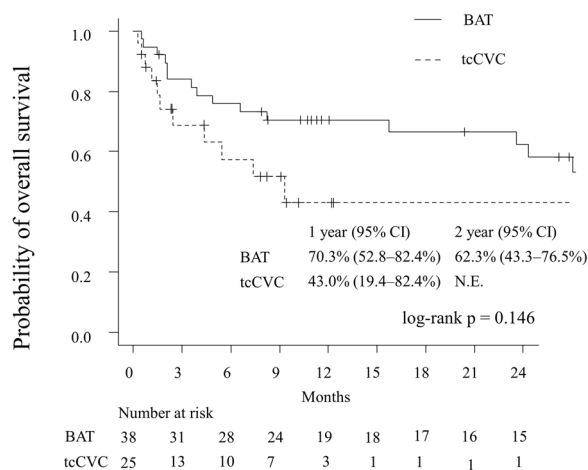 BAT
tcCVC
Probability of overall survival
1.0
0.8
0.6
0.4
0.2
0.0
1 year (95% CI) 2 year (95% CI)
BAT 70.3% (52.8–82.4%) 62.3% (43.3–76.5%)
tcCVC 43.0% (19.4–82.4%) N.E.
log-rank p = 0.146
0 3 6 9 12 15 18 21 24
Months
Number at risk
BAT 38 31 28 24 19 18 17 16 15
tcCVC 25 13 10 7 3 1 1 1 1